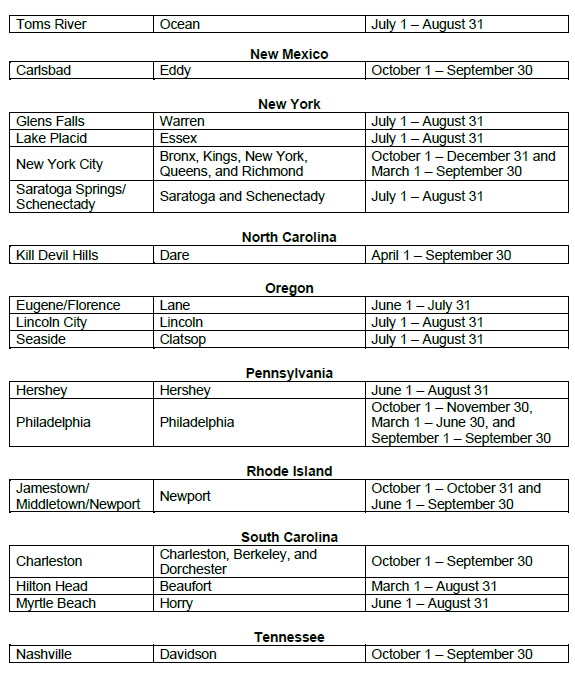 Toms River Ocean July 1 – August 31
New Mexico
Carlsbad Eddy October 1 – September 30
New York
Glens Falls Warren July 1 – August 31
Lake Placid Essex July 1 – August 31
New York City Bronx, Kings, New York, October 1 – December 31 and
Queens, and Richmond March 1 – September 30
Saratoga Springs/
Schenectady Saratoga and Schenectady July 1 – August 31
North Carolina
Kill Devil Hills Dare April 1 – September 30
Oregon
Eugene/Florence Lane June 1 – July 31
Lincoln City Lincoln July 1 – August 31
Seaside Clatsop July 1 – August 31
Pennsylvania
Hershey Hershey June 1 – August 31
Philadelphia Philadelphia October 1 – November 30,
March 1 – June 30, and
September 1 – September 30
Rhode Island
Jamestown/ Newport October 1 – October 31 and
Middletown/Newport June 1 – September 30
South Carolina
Charleston Charleston, Berkeley, and October 1 – September 30
Dorchester
Hilton Head Beaufort March 1 – August 31
Myrtle Beach Horry June 1 – August 31
Tennessee
Nashville Davidson October 1 – September 30